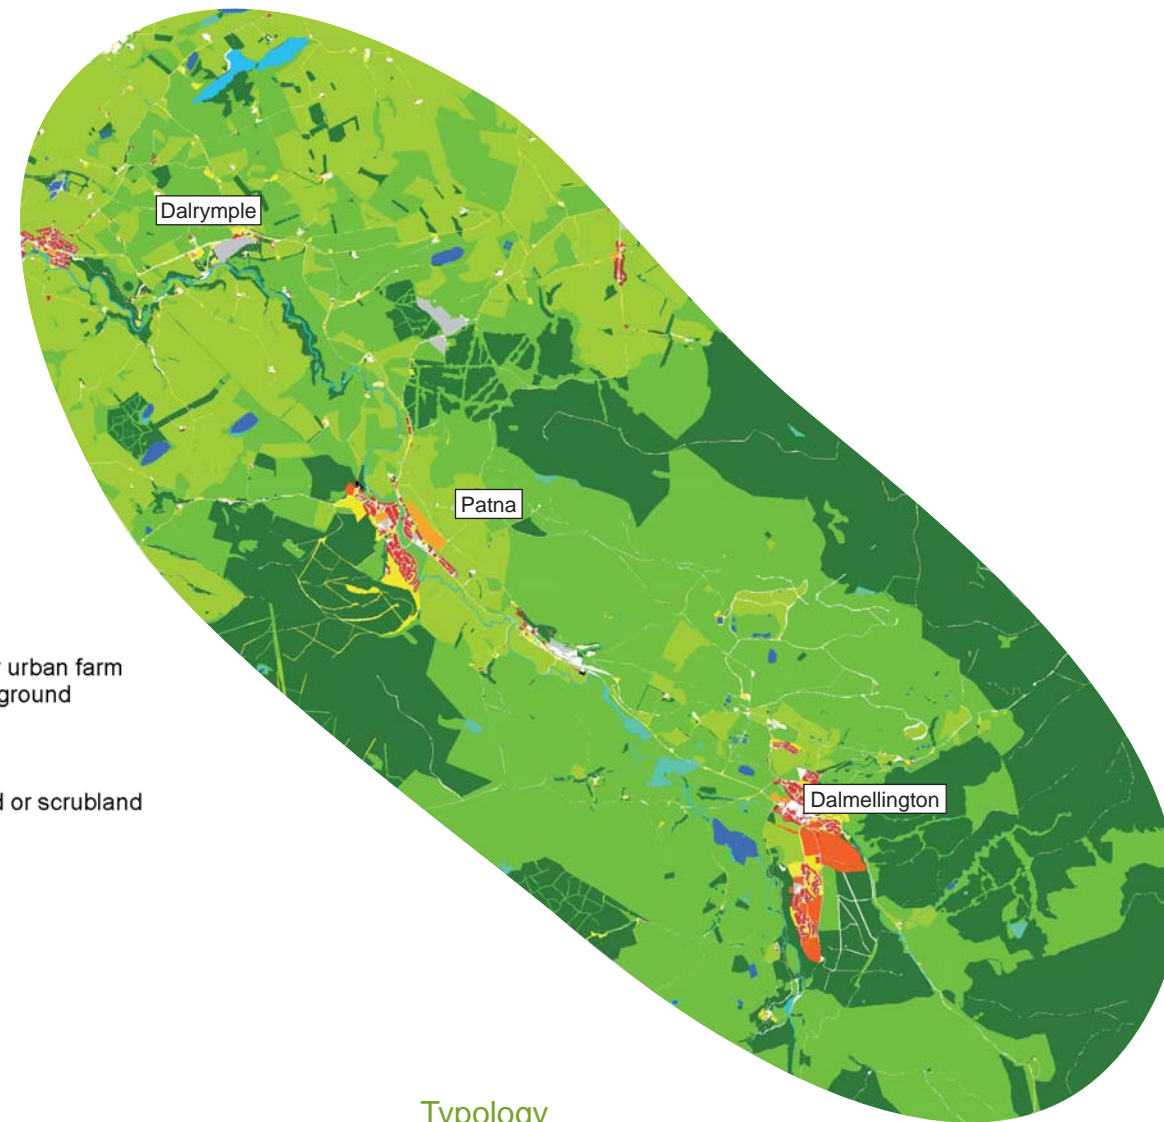 Dalrymple
Patna
urban farm
ground
or scrubland
Dalmellington
Typology